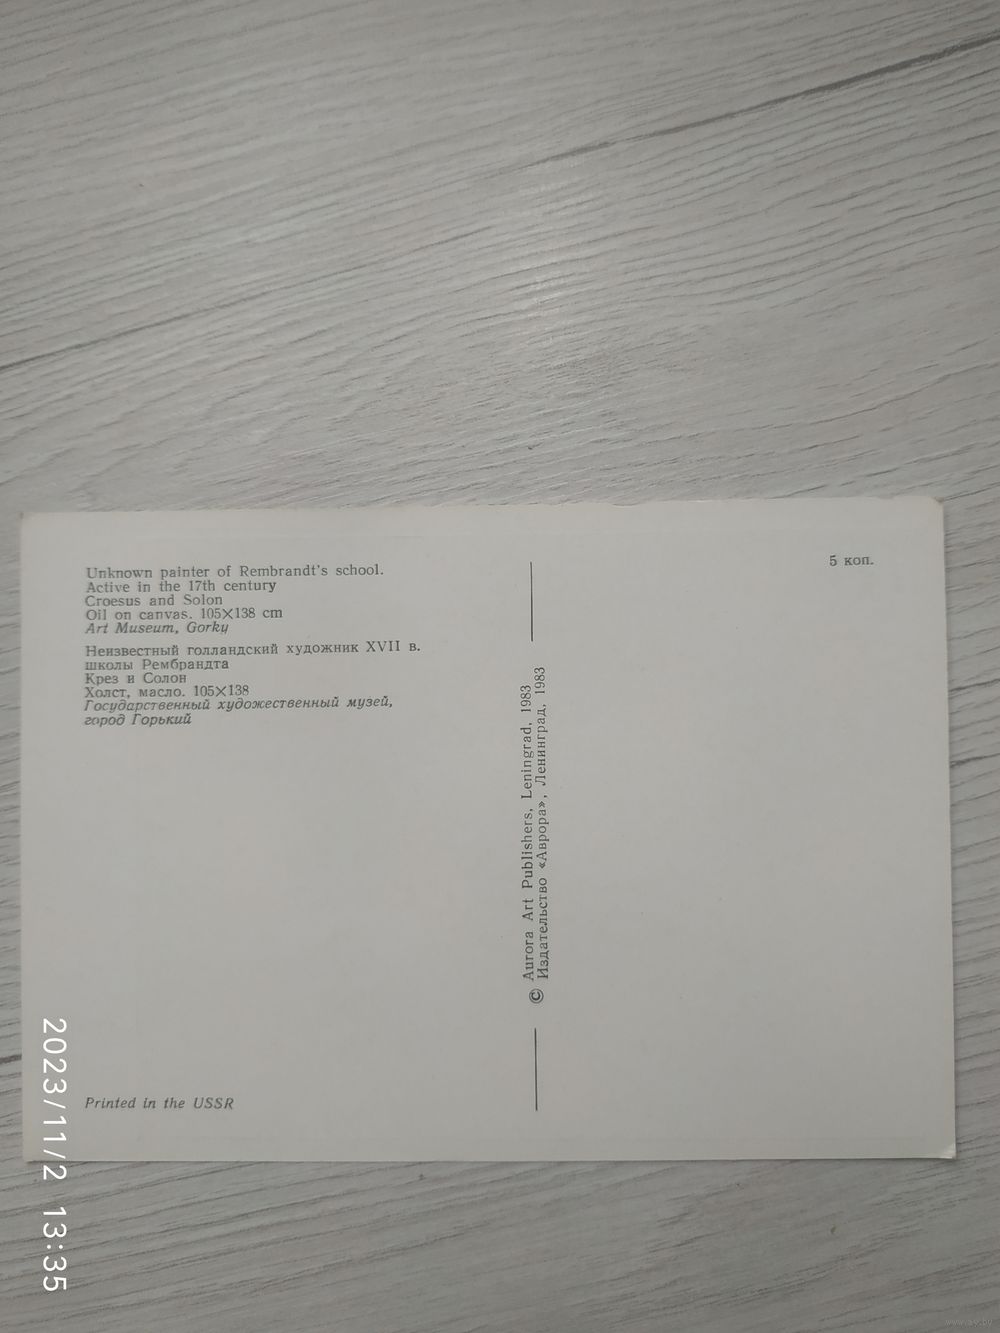 Unknown painter of Rembrandt's school.
Active in the 17th century
Croesus and Solon
Oil on canvas. 105×138 cm
Art Museum, Gorky
Неизвестный голландский художник XVII в.
школы Рембрандта
Крез и Солон
Холст, масло. 105×138
Государственный художественный музей,
город Горький
Printed in the USSR
© Aurora Art Publishers, Leningrad, 1983
Издательство «Аврора», Ленинград, 1983
5 коп.
2023/11/2 13:35
www.ay.by